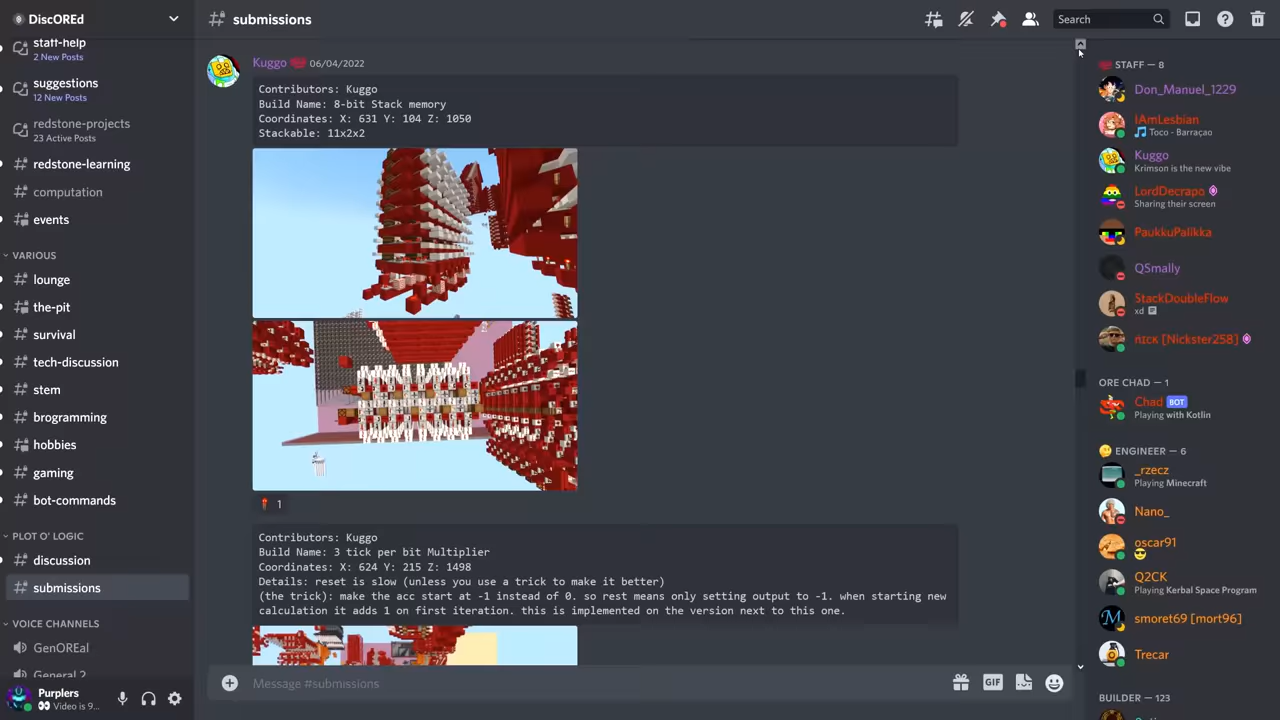 DiscOREd
submissions
Search
staff-help
2 New Posts
suggestions
12 New Posts
redstone-projects
23 Active Posts
redstone-learning
computation
events
VARIOUS
lounge
the-pit
survival
tech-discussion
stem
brogramming
hobbies
gaming
bot-commands
PLOT O' LOGIC
discussion
submissions
VOICE CHANNELS
GenOREal
General 2
Purplers
Video is 9...
Kuggo 06/04/2022
Contributors: Kuggo
Build Name: 8-bit Stack memory
Coordinates: X: 631 Y: 104 Z: 1050
Stackable: 11x2x2
1
Contributors: Kuggo
Build Name: 3 tick per bit Multiplier
Coordinates: X: 624 Y: 215 Z: 1498
Details: reset is slow (unless you use a trick to make it better)
(the trick): make the acc start at -1 instead of 0. so rest means only setting output to -1. when starting new
calculation it adds 1 on first iteration. this is implemented on the version next to this one.
Message #submissions
GIF
STAFF — 8
Don_Manuel_1229
IAmLesbian
Toco - Barraçao
Kuggo
Krimson is the new vibe
LordDecrapo
Sharing their screen
PaukkuPalikka
QSmally
StackDoubleFlow
xd
nick [Nickster258]
ORE CHAD — 1
Chad BOT
Playing with Kotlin
ENGINEER — 6
_rzecz
Playing Minecraft
Nano_
oscar91
Q2CK
Playing Kerbal Space Program
smoret69 [mort96]
Trecar
BUILDER — 123